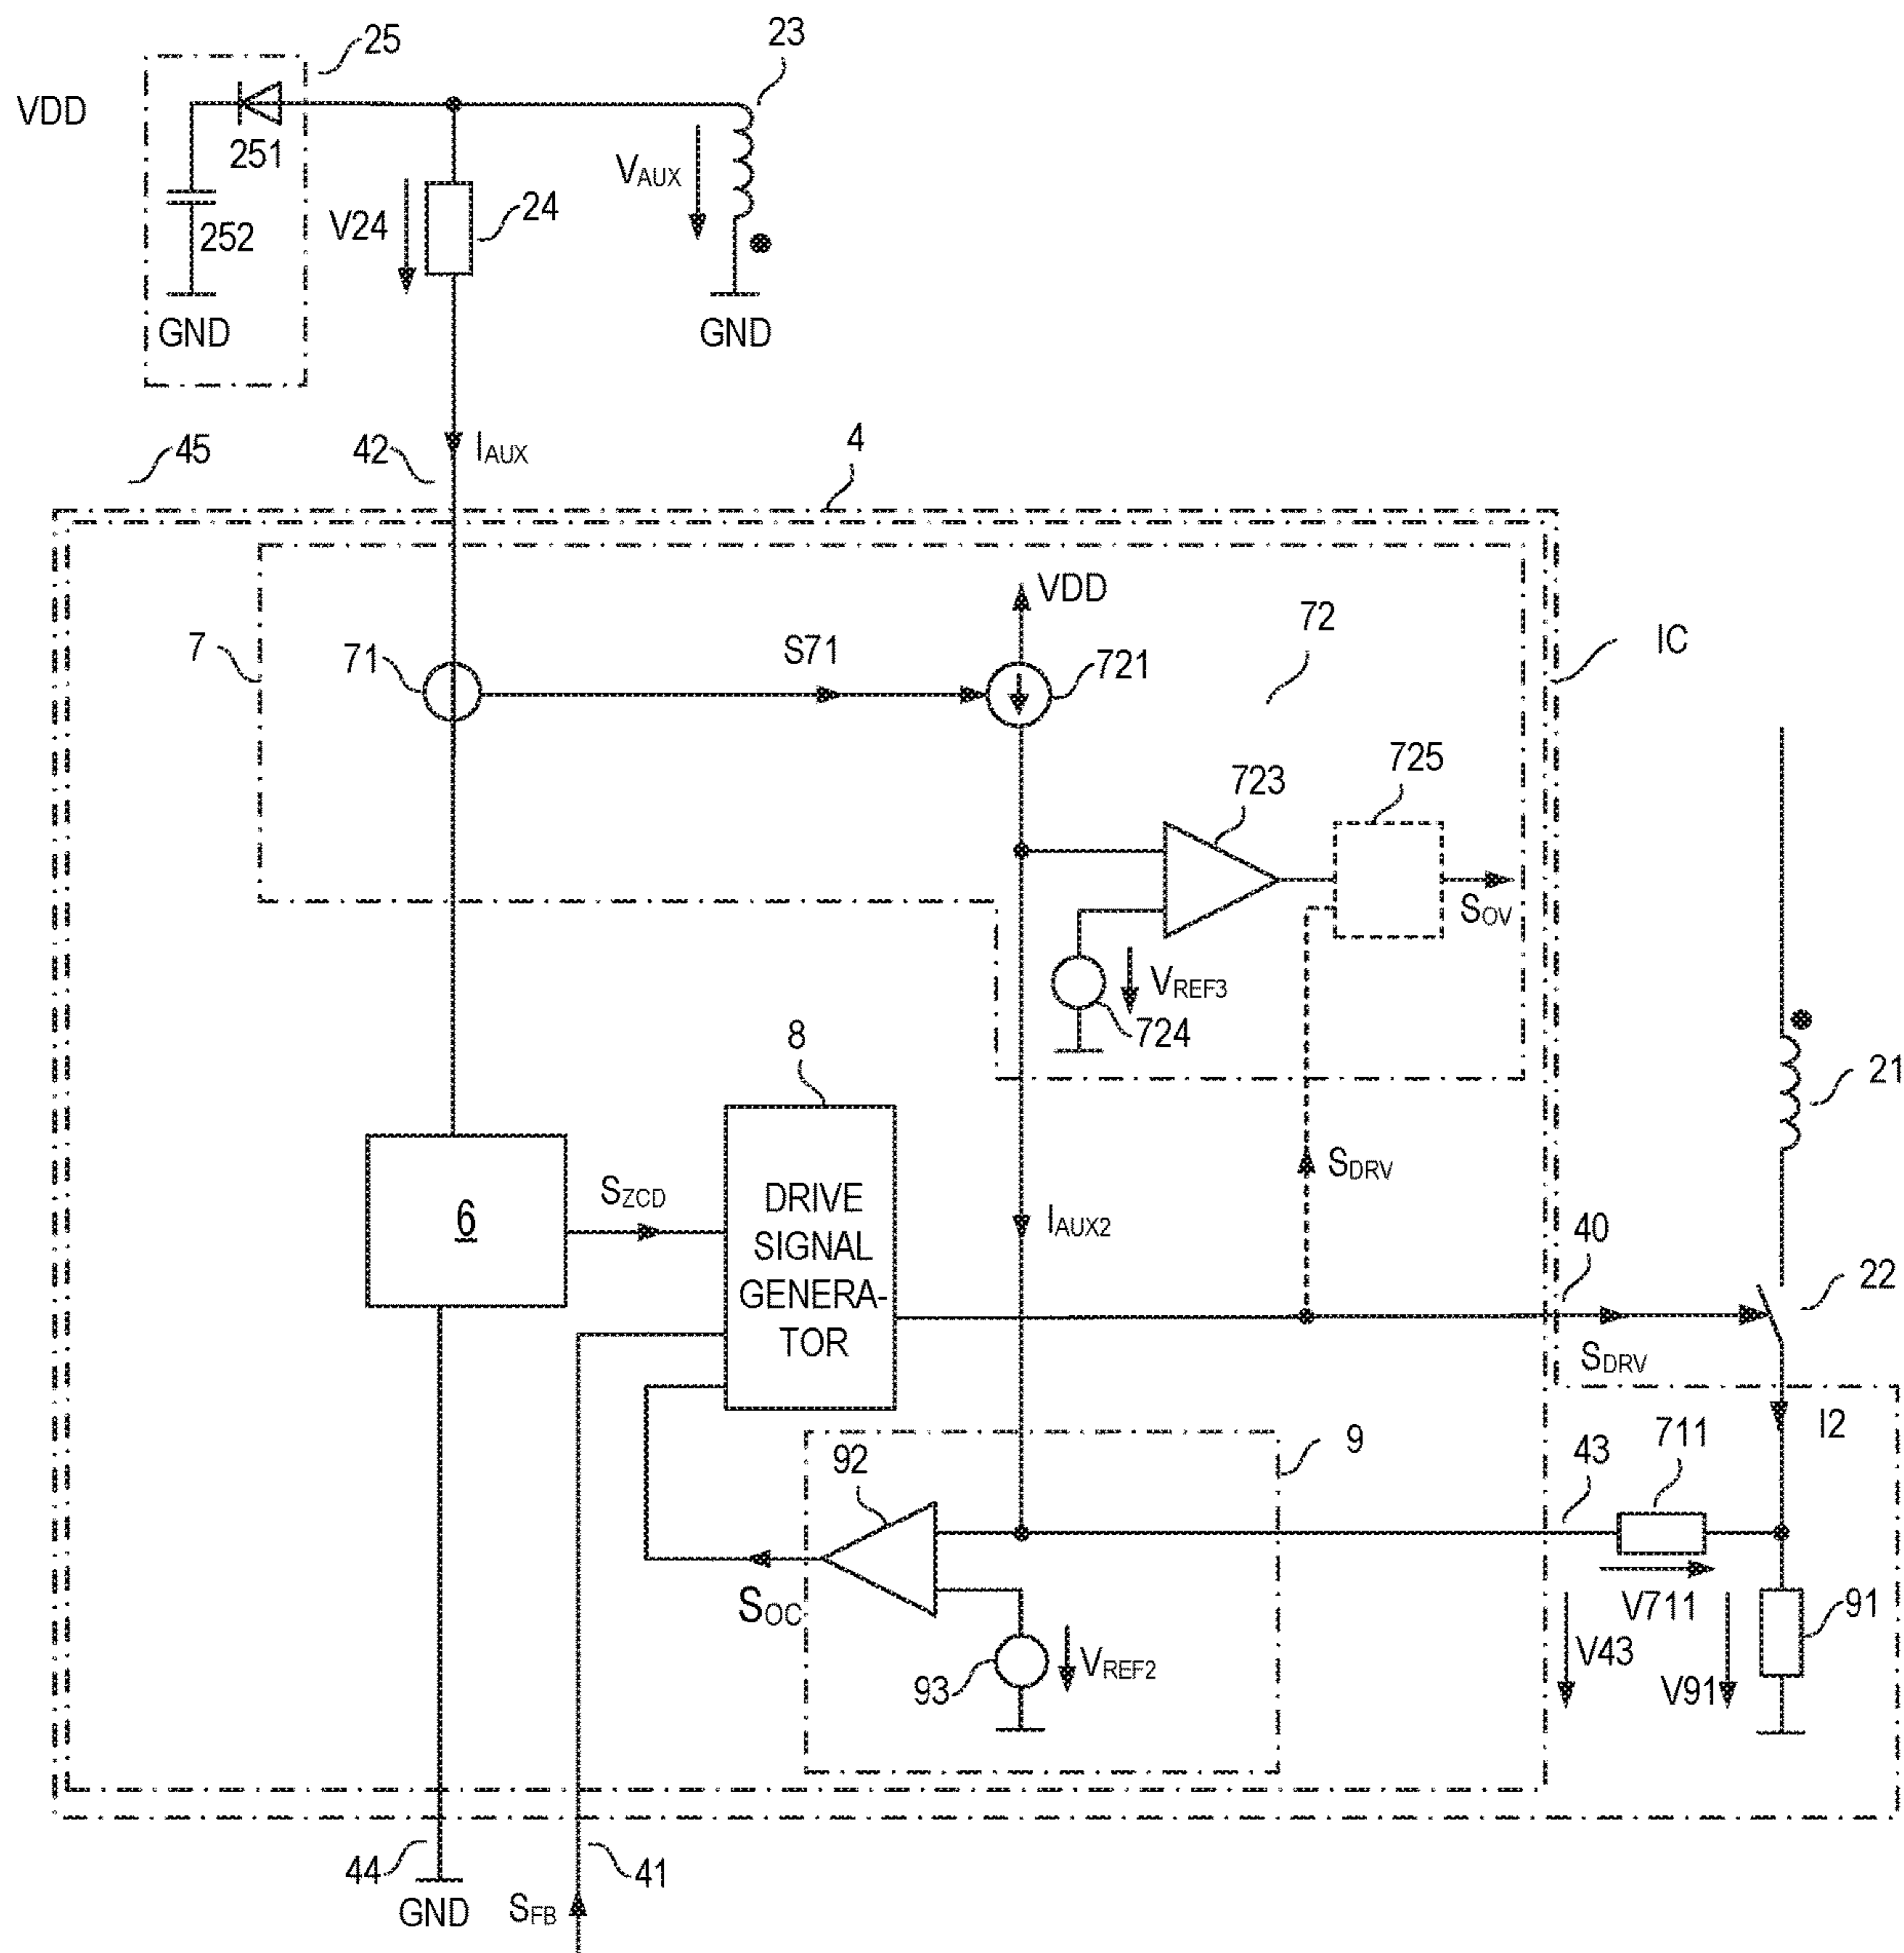 25
23
VDD
251
V24
24
VAUX
252
GND
GND
45
42
IAUX
4
VDD
72
IC
7
71
S71
721
725
723
SOV
VREF3
724
8
21
SDRV
SZCD
DRIVE
SIGNAL
GENERA-
TOR
6
IAUX2
40
22
SDRV
I2
711
43
9
92
V711
91
SOC
V43
V91
93
VREF2
44
41
GND
SFB